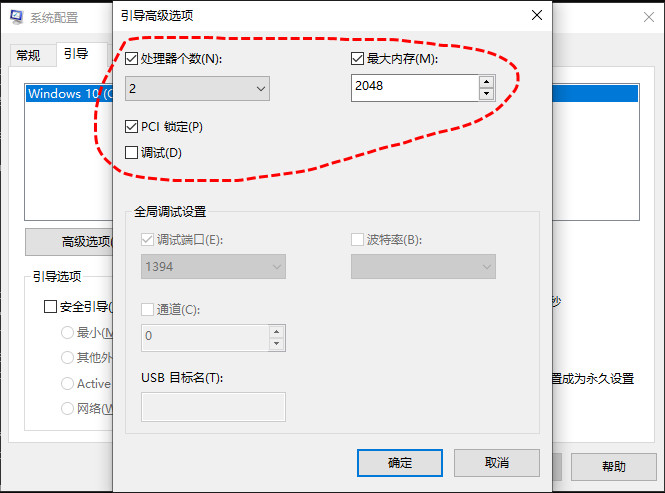 系统配置
引导高级选项
常规
引导
处理器个数(N):
最大内存(M):
2
2048
PCI 锁定(P)
调试(D)
Windows 10 (C
高级选项(
全局调试设置
调试端口(E):
波特率(B):
1394
通道(C):
0
USB 目标名(T):
引导选项
安全引导(
最小(M
其他外
Active
网络(W
秒
置成为永久设置
确定
取消
帮助